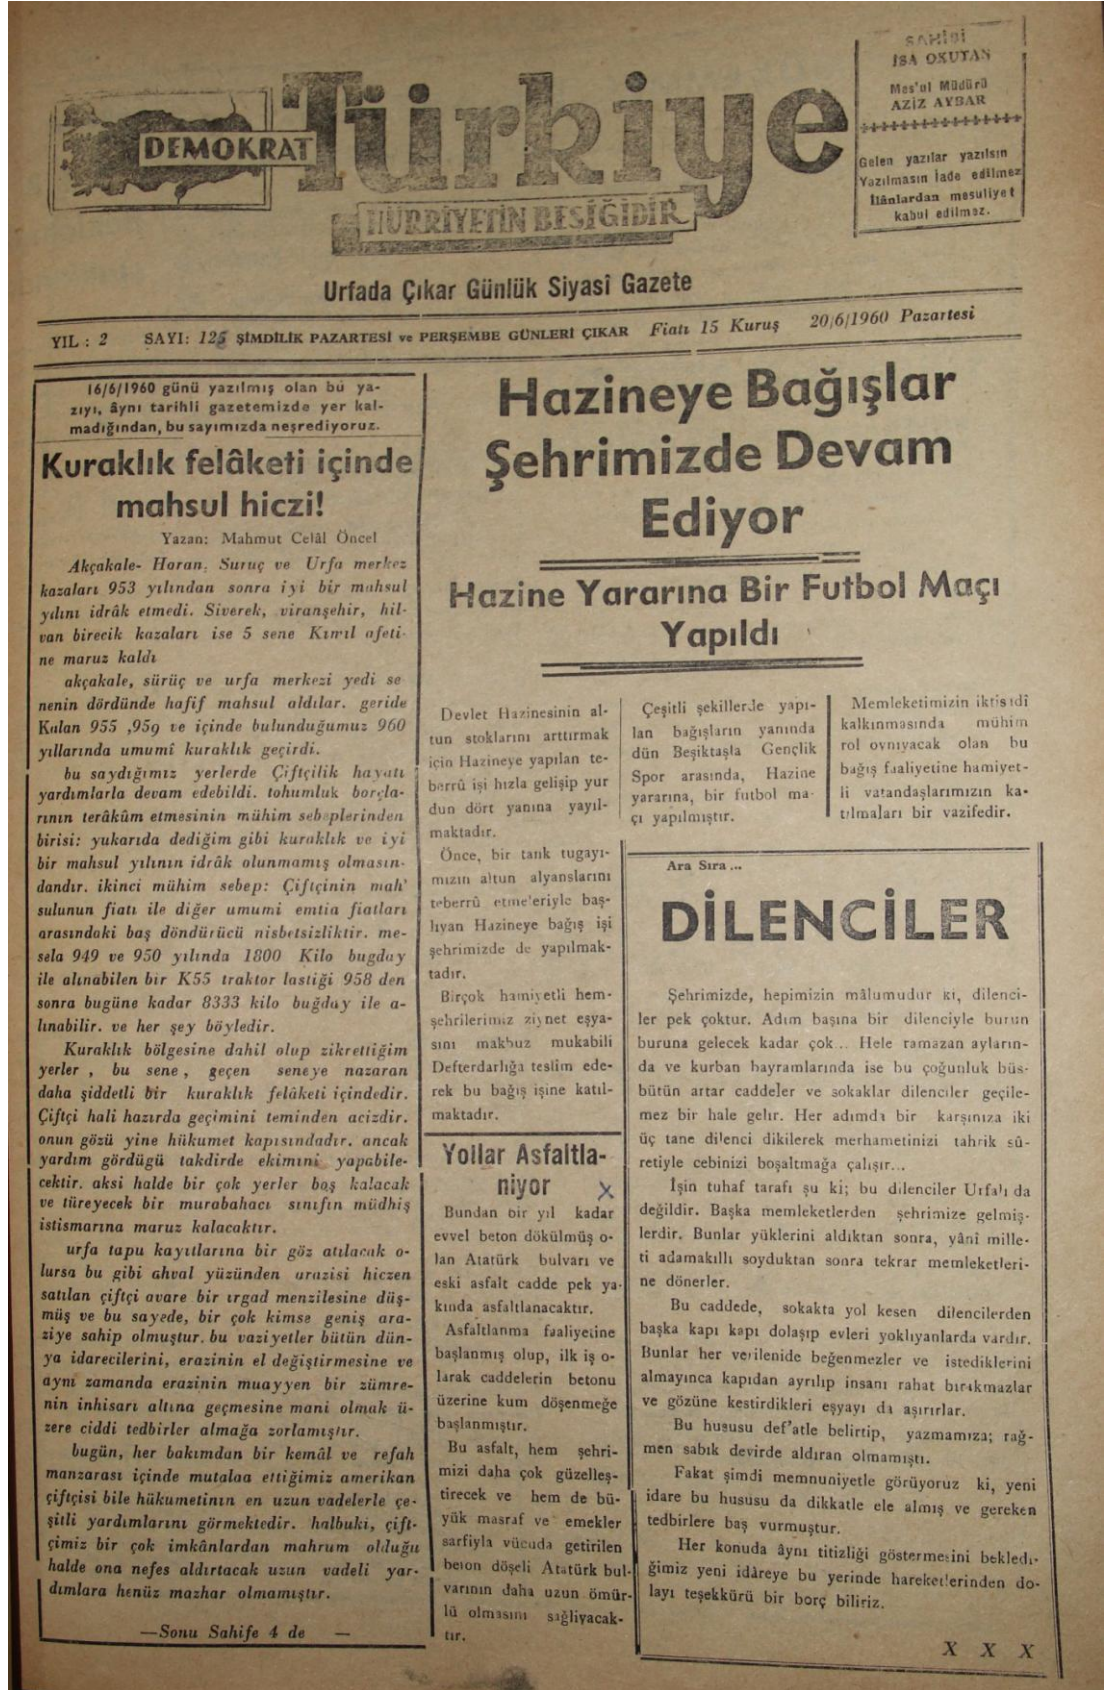 SAHİBİ
İSA OKUTAN
Mes'ul Müdürü
AZİZ AYBAR
Gelen yazılar yazılsın
Yazılmasın iade edilmez
İlânlardan mesuliyet
kabul edilmez.
DEMOKRAT
Türkiye
HÜRRİYETİN BEŞİĞİDİR
Urfada Çıkar Günlük Siyasî Gazete
YIL : 2 SAYI: 125 ŞİMDİLİK PAZARTESİ ve PERŞEMBE GÜNLERİ ÇIKAR Fiatı 15 Kuruş 20/6/1960 Pazartesi
16/6/1960 günü yazılmış olan bu ya-
zıyı, âynı tarihli gazetemizde yer kal-
madığından, bu sayımızda neşrediyoruz.
Kuraklık felâketi içinde
mahsul hiczi!
Yazan: Mahmut Celâl Öncel
Akçakale- Haran, Suruç ve Urfa merkez
kazaları 953 yılından sonra iyi bir mahsul
yılını idrâk etmedi. Siverek, viranşehir, hil-
van birecik kazaları ise 5 sene Kımıl afeti-
ne maruz kaldı
akçakale, sürüç ve urfa merkezi yedi se
nenin dördünde hafif mahsul aldılar. geride
Kalan 955 ,959 ve içinde bulunduğumuz 960
yıllarında umumî kuraklık geçirdi.
bu saydığımız yerlerde Çiftçilik hayatı
yardımlarla devam edebildi. tohumluk borçla-
rının terâküm etmesinin mühim sebeplerinden
birisi: yukarıda dediğim gibi kuraklık ve iyi
bir mahsul yılının idrâk olunmamış olmasın-
dandır. ikinci mühim sebep: Çiftçinin mah'
sulunun fiatı ile diğer umumi emtia fiatları
arasındaki baş döndürücü nisbetsizliktir. me-
sela 949 ve 950 yılında 1800 Kilo bugday
ile alınabilen bir K55 traktor lastiği 958 den
sonra bugüne kadar 8333 kilo buğday ile a-
lınabilir. ve her şey böyledir.
Kuraklık bölgesine dahil olup zikrettiğim
yerler , bu sene , geçen seneye nazaran
daha şiddetli bir kuraklık felâketi içindedir.
Çiftçi hali hazırda geçimini teminden acizdir.
onun gözü yine hükumet kapısındadır. ancak
yardım gördügü takdirde ekimini yapabile-
cektir. aksi halde bir çok yerler boş kalacak
ve türeyecek bir murabahacı sınıfın müdhiş
istismarına maruz kalacaktır.
urfa tapu kayıtlarına bir göz atılacak o-
lursa bu gibi ahval yüzünden arazisi hiczen
satılan çiftçi avare bir ırgad menzilesine düş-
müş ve bu sayede, bir çok kimse geniş ara-
ziye sahip olmuştur. bu vaziyetler bütün dün-
ya idarecilerini, erazinin el değiştirmesine ve
aynı zamanda erazinin muayyen bir zümre-
nin inhisarı altına geçmesine mani olmak ü-
zere ciddi tedbirler almağa zorlamıştır.
bugün, her bakımdan bir kemâl ve refah
manzarası içinde mutalaa ettiğimiz amerikan
çiftçisi bile hükumetinin en uzun vadelerle çe-
şitli yardımlarını görmektedir. halbuki, çift-
çimiz bir çok imkânlardan mahrum olduğu
halde ona nefes aldırtacak uzun vadeli yar-
dımlara henüz mazhar olmamıştır.
—Sonu Sahife 4 de —
Hazineye Bağışlar
Şehrimizde Devam
Ediyor
Hazine Yararına Bir Futbol Maçı
Yapıldı
Devlet Hazinesinin al-
tun stoklarını arttırmak
için Hazineye yapılan te-
berrû işi hızla gelişip yur
dun dört yanına yayıl-
maktadır.
Önce, bir tank tugayı-
mızın altun alyanslarını
teberrû etme'eriyle baş-
lıyan Hazineye bağış işi
şehrimizde de yapılmak-
tadır.
Birçok hamiyetli hem-
şehrilerimiz ziynet eşya-
sını makbuz mukabili
Defterdarlığa teslim ede-
rek bu bağış işine katıl-
maktadır.
Çeşitli şekillerde yapı-
lan bağışların yanında
dün Beşiktaşla Gençlik
Spor arasında, Hazine
yararına, bir futbol ma-
çı yapılmıştır.
Memleketimizin iktisidî
kalkınmasında mühim
rol oynıyacak olan bu
bağış faaliyetine hamiyet-
li vatandaşlarımızın ka-
tılmaları bir vazifedir.
Yollar Asfaltla-
nıyor X
Bundan bir yıl kadar
evvel beton dökülmüş o-
lan Atatürk bulvarı ve
eski asfalt cadde pek ya-
kında asfaltlanacaktır.
Asfaltlanma faaliyetine
başlanmış olup, ilk iş o-
larak caddelerin betonu
üzerine kum döşenmeğe
başlanmıştır.
Bu asfalt, hem şehri-
mizi daha çok güzelleş-
tirecek ve hem de bü-
yük masraf ve emekler
sarfiyla vücuda getirilen
beton döşeli Atatürk bul-
varının daha uzun ömür-
lü olmasını sağlıyacak-
tır.
Ara Sıra ...
DİLENCİLER
Şehrimizde, hepimizin mâlumudur ki, dilenci-
ler pek çoktur. Adım başına bir dilenciyle burun
buruna gelecek kadar çok... Hele ramazan ayların-
da ve kurban bayramlarında ise bu çoğunluk büs-
bütün artar caddeler ve sokaklar dilenciler geçile-
mez bir hale gelir. Her adımda bir karşınıza iki
üç tane dilenci dikilerek merhametinizi tahrik sû-
retiyle cebinizi boşaltmağa çalışır...
İşin tuhaf tarafı şu ki; bu dilenciler Urfalı da
değildir. Başka memleketlerden şehrimize gelmiş-
lerdir. Bunlar yüklerini aldıktan sonra, yâni mille-
ti adamakıllı soyduktan sonra tekrar memleketleri-
ne dönerler.
Bu caddede, sokakta yol kesen dilencilerden
başka kapı kapı dolaşıp evleri yoklıyanlarda vardır.
Bunlar her verilenide beğenmezler ve istediklerini
almayınca kapıdan ayrılıp insanı rahat bırakmazlar
ve gözüne kestirdikleri eşyayı da aşırırlar.
Bu hususu def'atle belirtip, yazmamıza; rağ-
men sabık devirde aldıran olmamıştı.
Fakat şimdi memnuniyetle görüyoruz ki, yeni
idare bu hususu da dikkatle ele almış ve gereken
tedbirlere baş vurmuştur.
Her konuda âynı titizliği göstermesini bekledi-
ğimiz yeni idâreye bu yerinde hareketlerinden do-
layı teşekkürü bir borç biliriz.
X X X